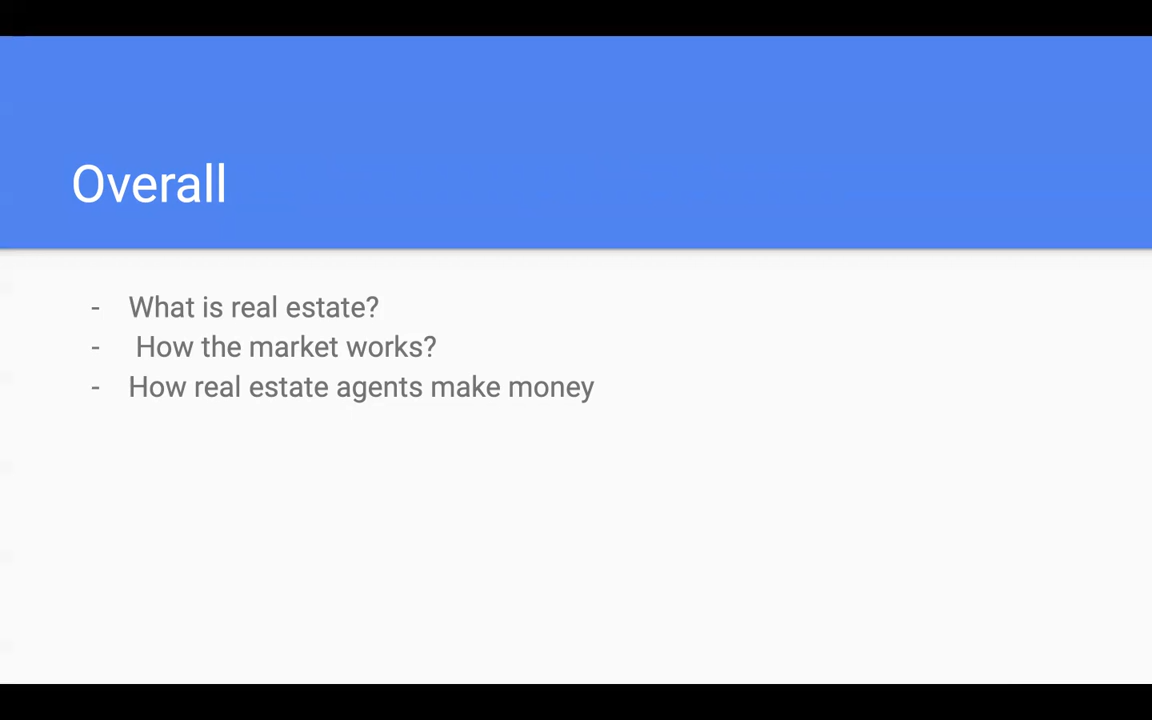 Overall
- What is real estate?
- How the market works?
- How real estate agents make money